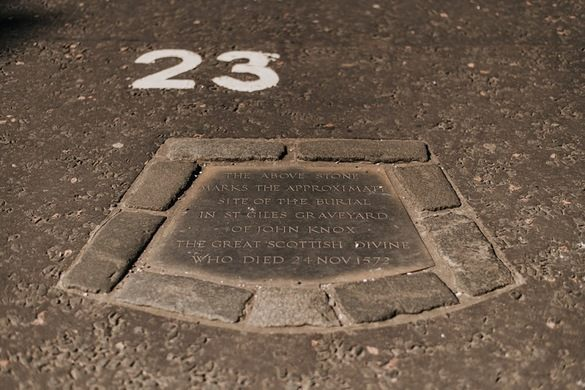 23
THE ABOVE STONE
MARKS THE APPROXIMATE
SITE OF THE BURIAL
IN ST GILES GRAVEYARD
OF JOHN KNOX
THE GREAT SCOTTISH DIVINE
WHO DIED 24 NOV 1572